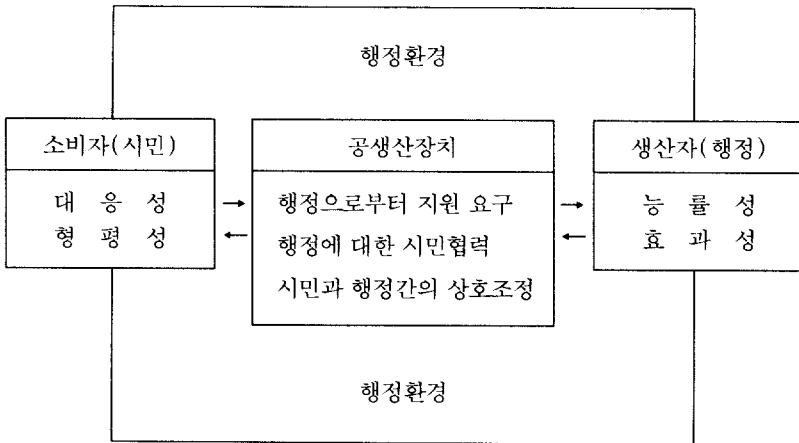 행정환경
소비자(시민)
대 응 성
형 평 성
공생산장치
행정으로부터 지원 요구
행정에 대한 시민협력
시민과 행정간의 상호조정
생산자(행정)
능 률 성
효 과 성
행정환경